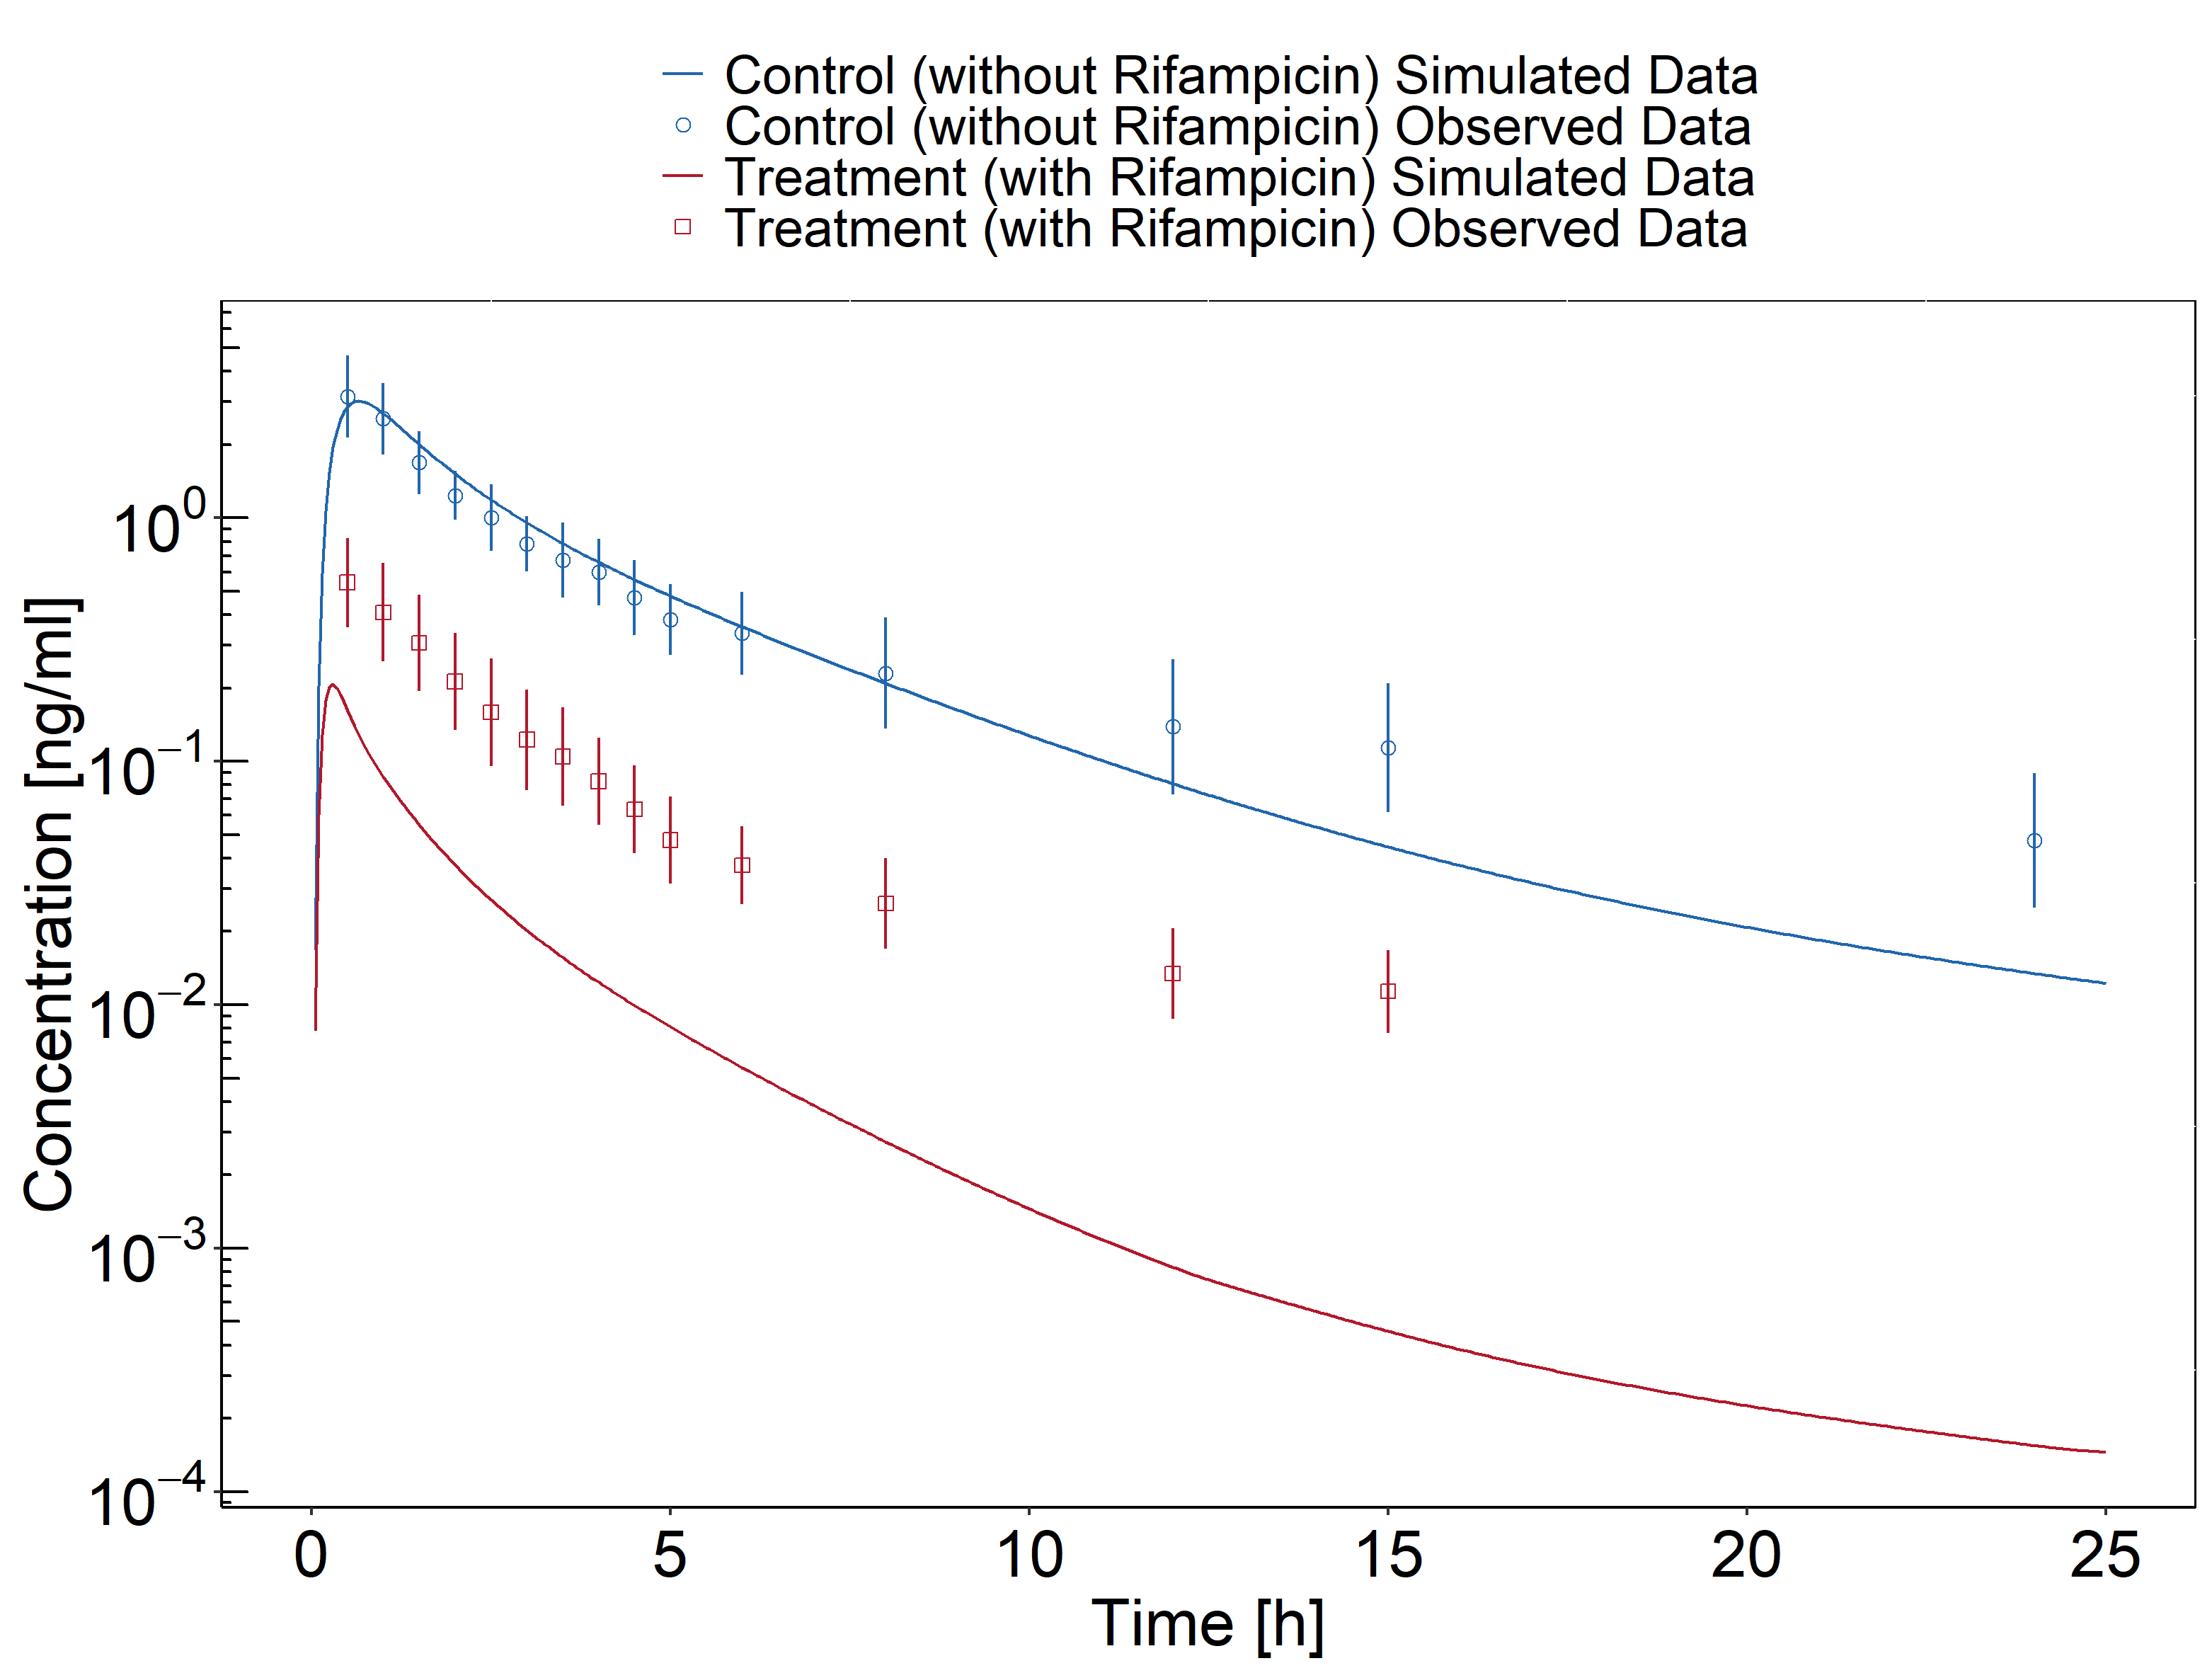 Control (without Rifampicin) Simulated Data
Control (without Rifampicin) Observed Data
Treatment (with Rifampicin) Simulated Data
Treatment (with Rifampicin) Observed Data
Concentration [ng/ml]
10⁰
10⁻¹
10⁻²
10⁻³
10⁻⁴
0 5 10 15 20 25
Time [h]